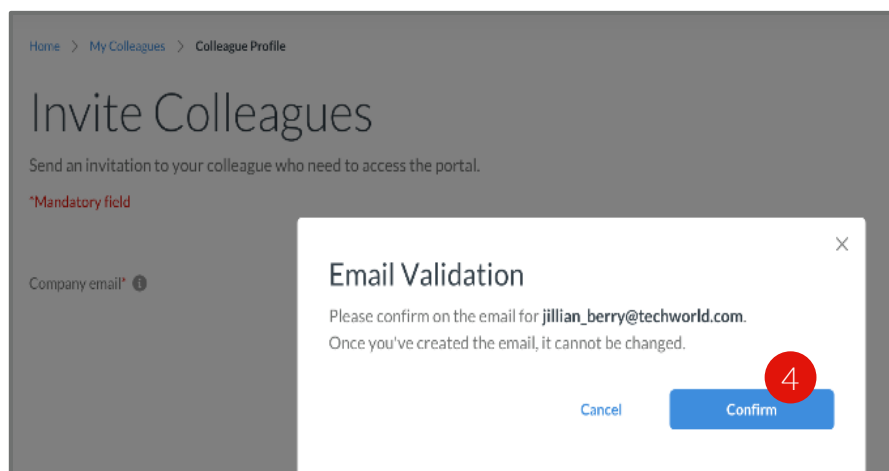 Home > My Colleagues > Colleague Profile
Invite Colleagues
Send an invitation to your colleague who need to access the portal.
*Mandatory field
Company email* i
Email Validation
Please confirm on the email for jillian_berry@techworld.com.
Once you've created the email, it cannot be changed.
4
Cancel Confirm